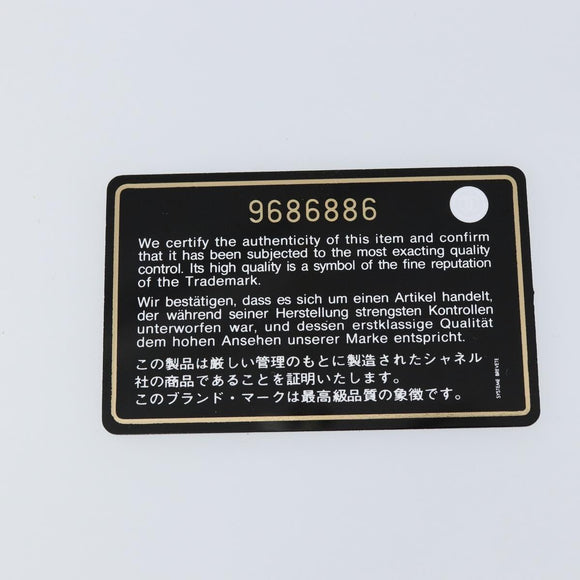 9686886
We certify the authenticity of this item and confirm
that it has been subjected to the most exacting quality
control. Its high quality is a symbol of the fine reputation
of the Trademark.
Wir bestätigen, dass es sich um einen Artikel handelt,
der während seiner Herstellung strengsten Kontrollen
unterworfen war, und dessen erstklassige Qualität
dem hohen Ansehen unserer Marke entspricht.
この製品は厳しい管理のもとに製造されたシャネル
社の商品であることを証明いたします。
このブランド・マークは最高級品質の象徴です。
SYSTEME BREVETE